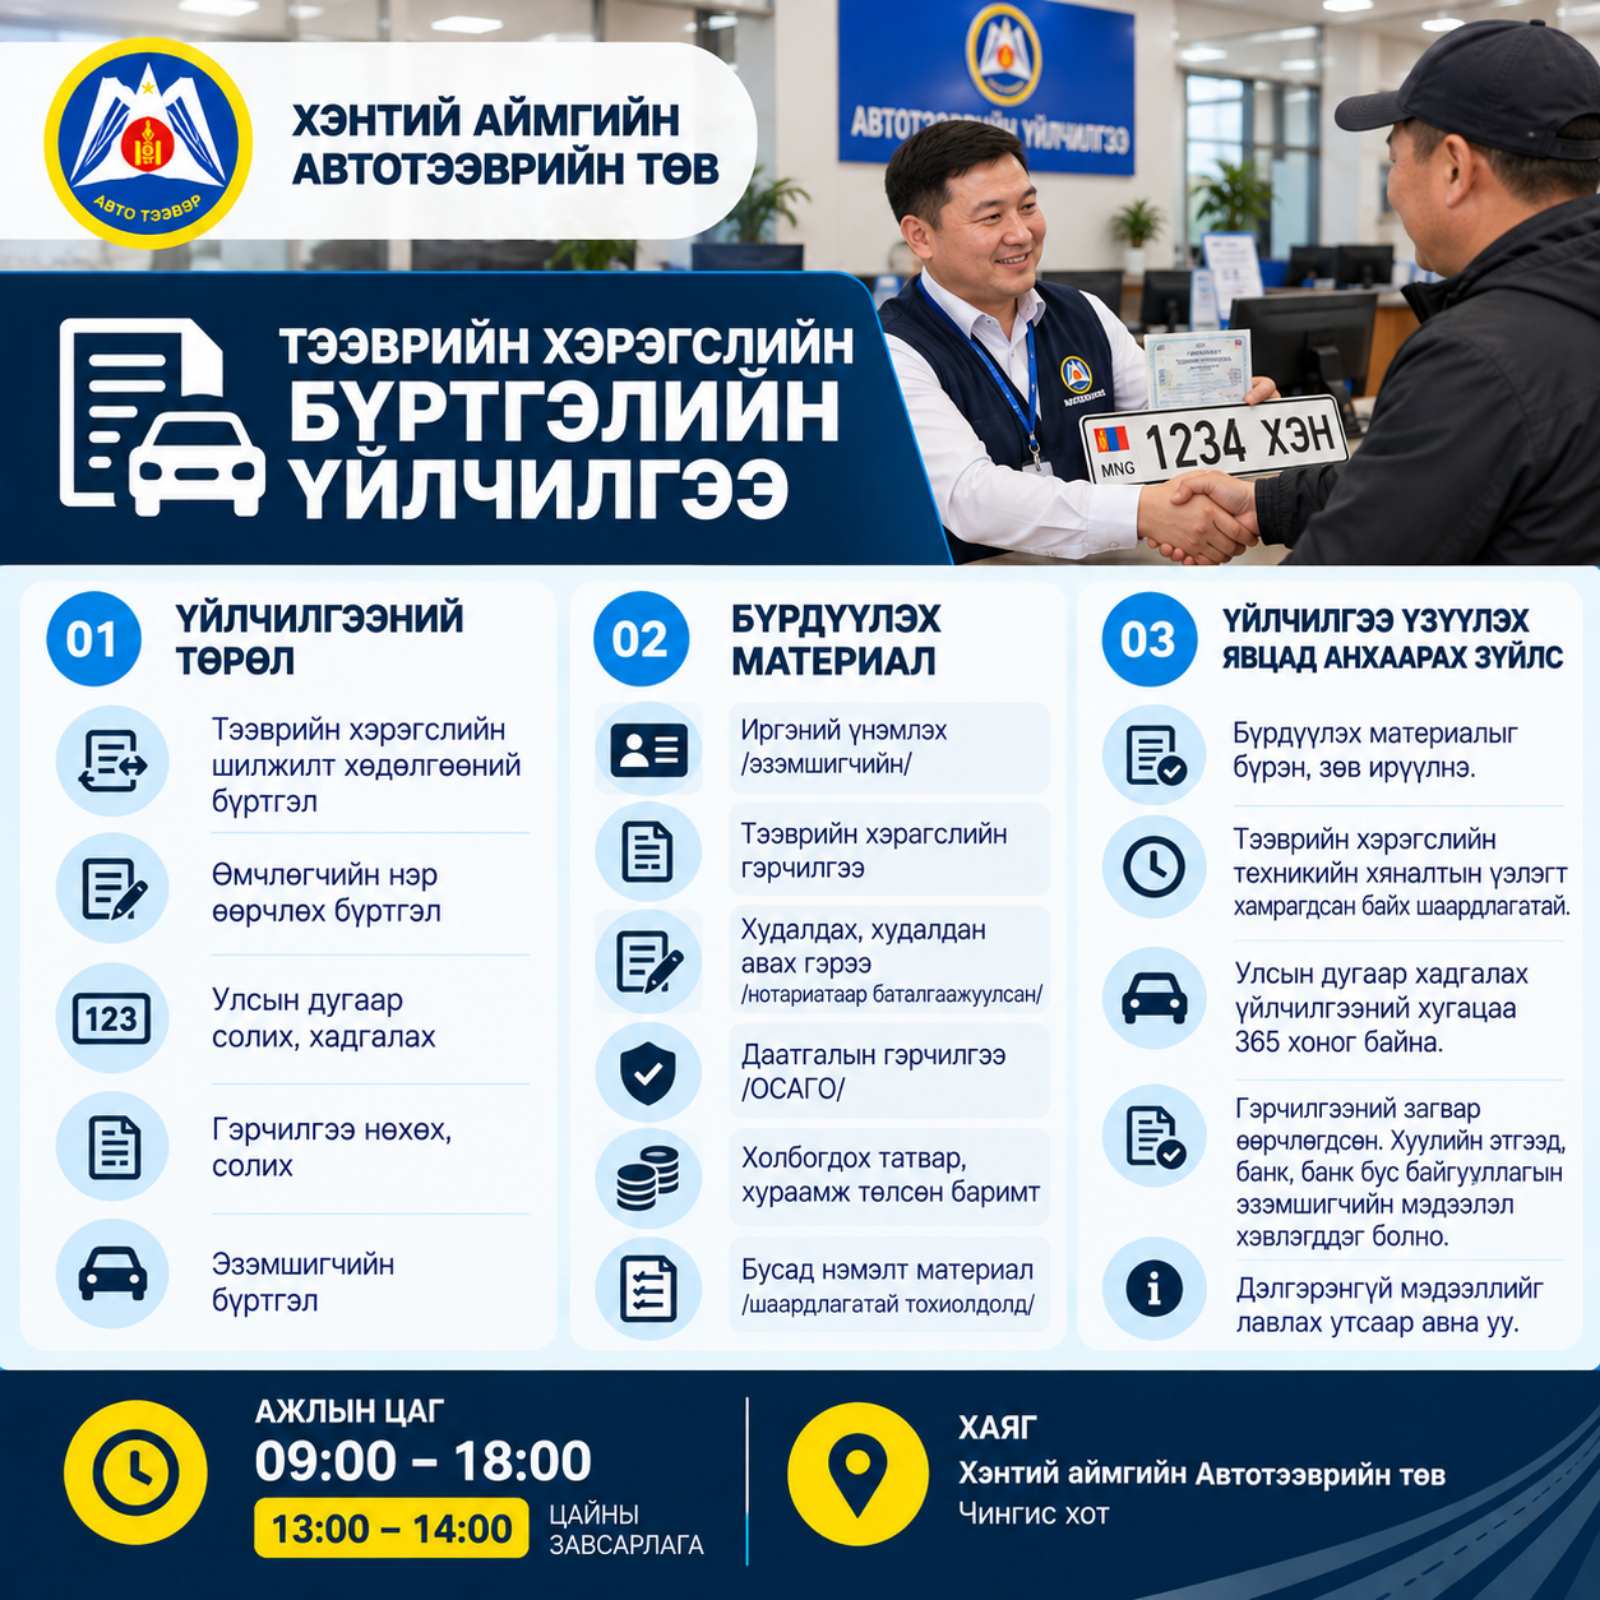 АВТО ТЭЭВЭР
ХЭНТИЙ АЙМГИЙН
АВТОТЭЭВРИЙН ТӨВ
АВТОТЭЭВРИЙН ҮЙЛЧИЛГЭЭ
MNG 1234 ХЭН
ТЭЭВРИЙН ХЭРЭГСЛИЙН
БҮРТГЭЛИЙН
ҮЙЛЧИЛГЭЭ
01
ҮЙЛЧИЛГЭЭНИЙ
ТӨРӨЛ
Тээврийн хэрэгслийн
шилжилт хөдөлгөөний
бүртгэл
Өмчлөгчийн нэр
өөрчлөх бүртгэл
123
Улсын дугаар
солих, хадгалах
Гэрчилгээ нөхөх,
солих
Эзэмшигчийн
бүртгэл
02
БҮРДҮҮЛЭХ
МАТЕРИАЛ
Иргэний үнэмлэх
/эзэмшигчийн/
Тээврийн хэрагслийн
гэрчилгээ
Худалдах, худалдан
авах гэрээ
/нотариатаар баталгаажуулсан/
Даатгалын гэрчилгээ
/ОСАГО/
Холбогдох татвар,
хураамж төлсөн баримт
Бусад нэмэлт материал
/шаардлагатай тохиолдолд/
03
ҮЙЛЧИЛГЭЭ ҮЗҮҮЛЭХ
ЯВЦАД АНХААРАХ ЗҮЙЛС
Бүрдүүлэх материалыг
бүрэн, зөв ирүүлнэ.
Тээврийн хэрэгслийн
техникийн хяналтын үзлэгт
хамрагдсан байх шаардлагатай.
Улсын дугаар хадгалах
үйлчилгээний хугацаа
365 хоног байна.
Гэрчилгээний загвар
өөрчлөгдсөн. Хуулийн этгээд,
банк, банк бус байгууллагын
эзэмшигчийн мэдээлэл
хэвлэгддэг болно.
Дэлгэрэнгүй мэдээллийг
лавлах утсаар авна уу.
АЖЛЫН ЦАГ
09:00 – 18:00
13:00 – 14:00
ЦАЙНЫ
ЗАВСАРЛАГА
ХАЯГ
Хэнтий аймгийн Автотээврийн төв
Чингис хот